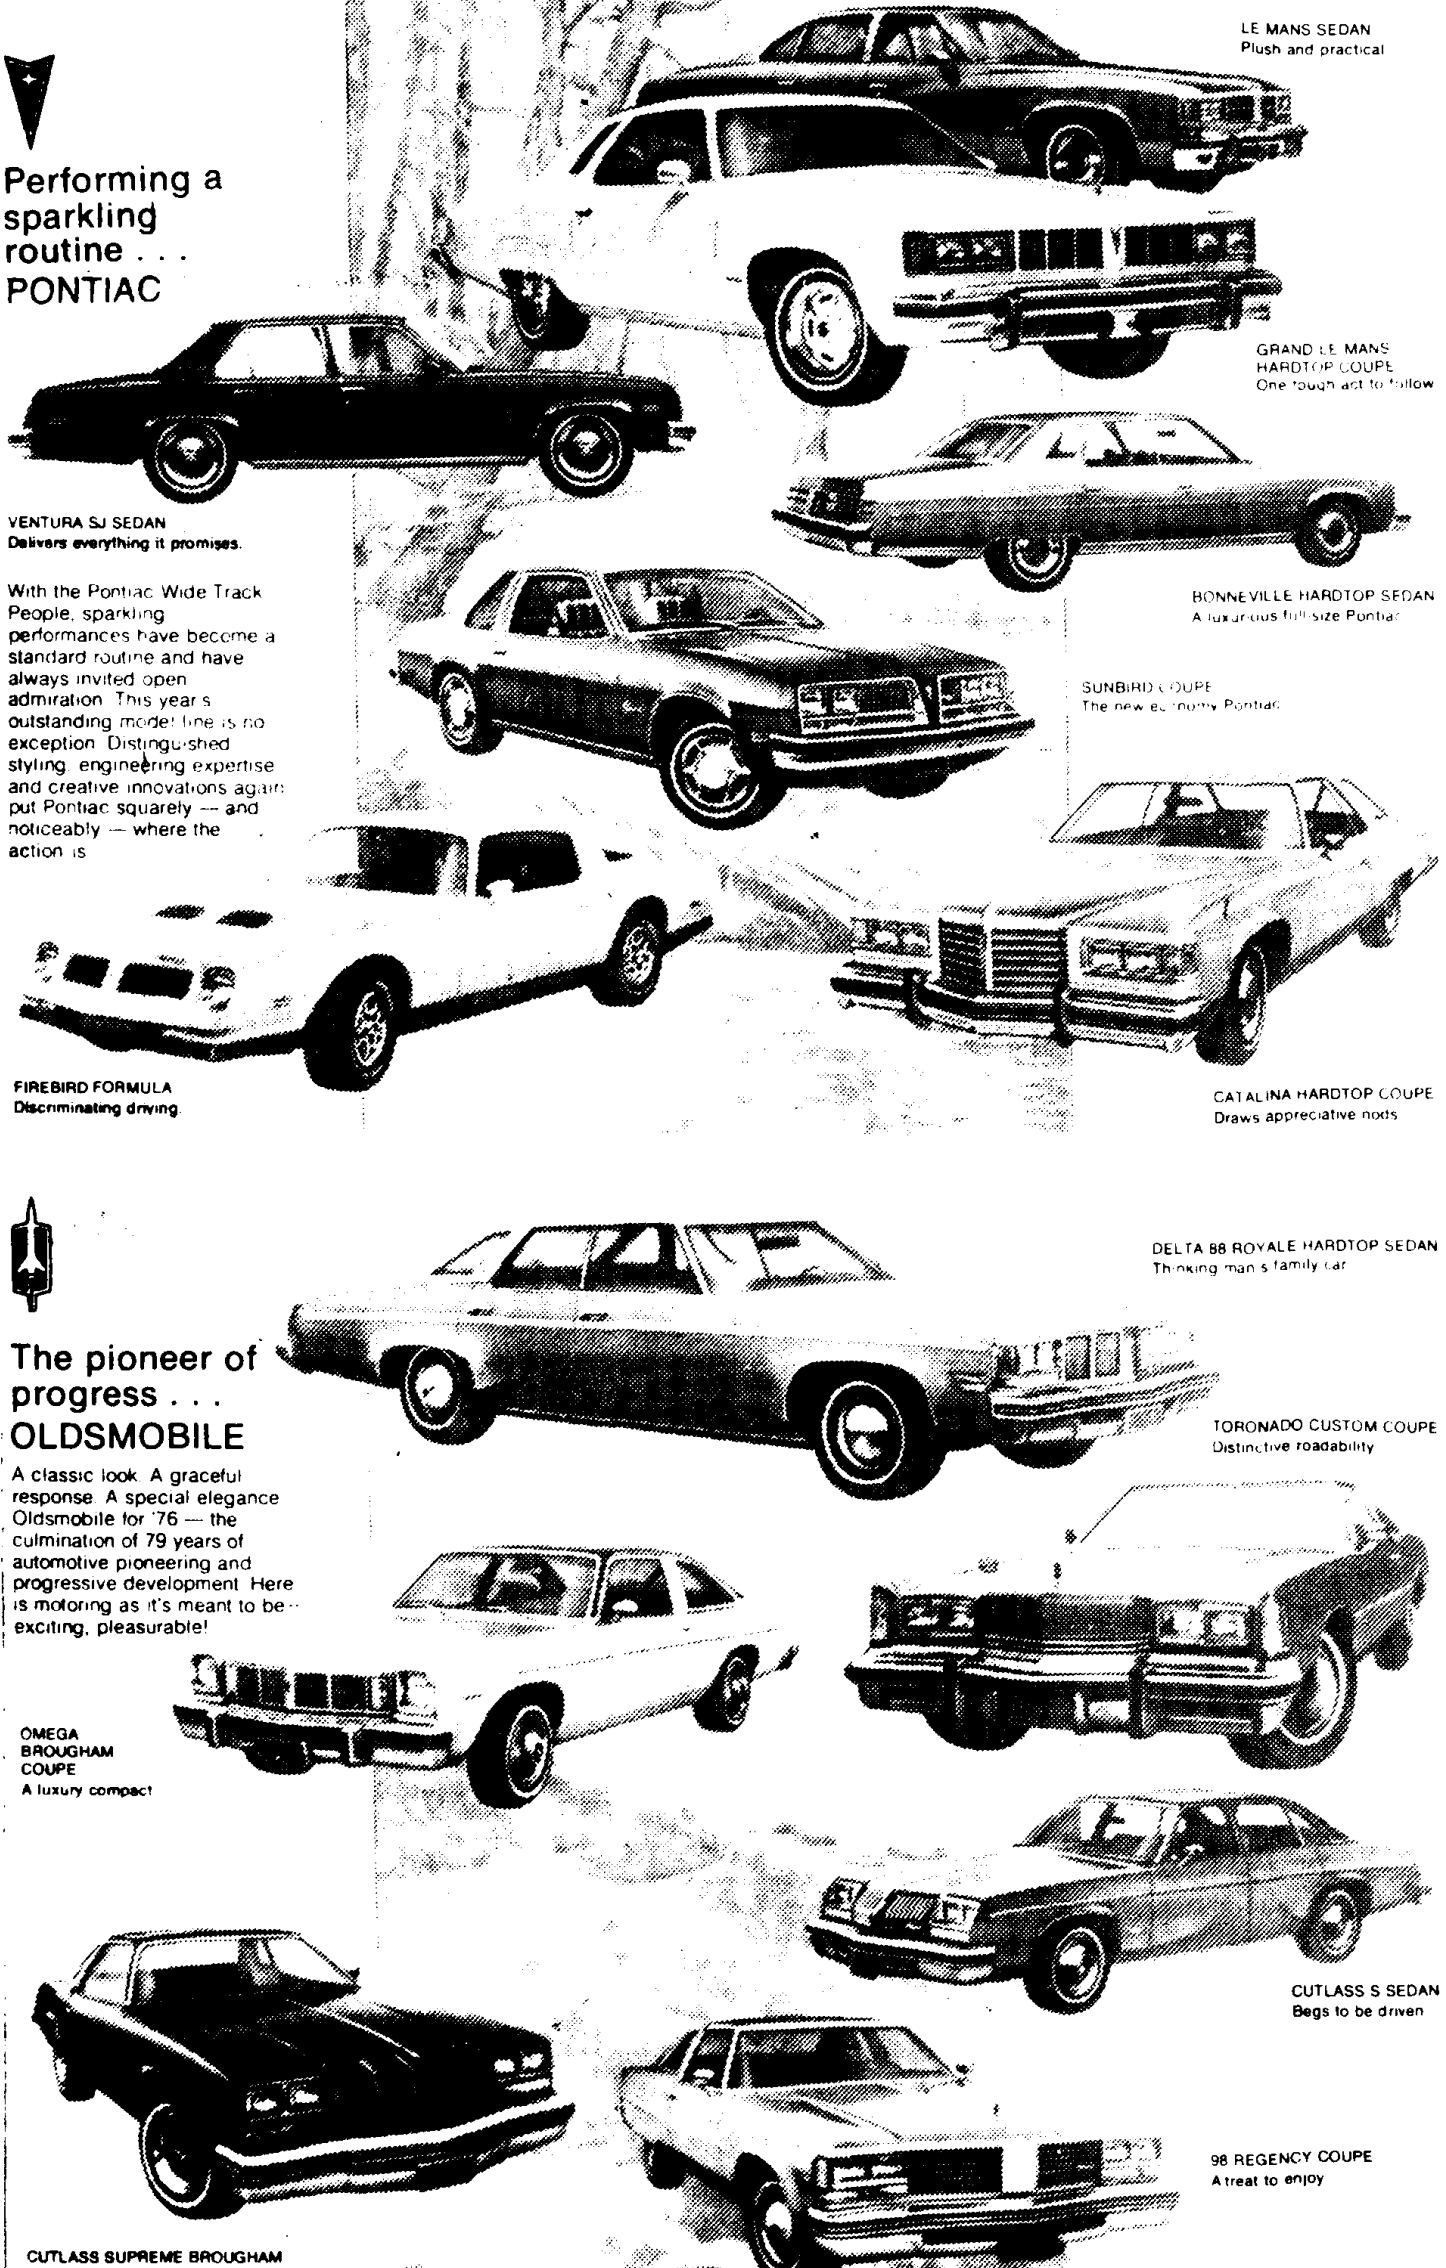 LE MANS SEDAN
Plush and practical
Performing a
sparkling
routine . . .
PONTIAC
GRAND LE MANS
HARDTOP COUPE
One tough act to follow
VENTURA SJ SEDAN
Delivers everything it promises.
BONNEVILLE HARDTOP SEDAN
A luxurious full-size Pontiac
With the Pontiac Wide Track
People, sparkling
performances have become a
standard routine and have
always invited open
admiration This year s
outstanding model line is no
exception Distinguished
styling engineering expertise
and creative innovations again
put Pontiac squarely — and
noticeably — where the
action is
SUNBIRD COUPE
The new economy Pontiac
FIREBIRD FORMULA
Discriminating driving.
CATALINA HARDTOP COUPE
Draws appreciative nods
DELTA 88 ROYALE HARDTOP SEDAN
Thinking man s family car
The pioneer of
progress . . .
OLDSMOBILE
A classic look. A graceful
response. A special elegance
Oldsmobile for '76 — the
culmination of 79 years of
automotive pioneering and
progressive development Here
is motoring as it's meant to be --
exciting, pleasurable!
TORONADO CUSTOM COUPE
Distinctive roadability
OMEGA
BROUGHAM
COUPE
A luxury compact
CUTLASS S SEDAN
Begs to be driven
98 REGENCY COUPE
A treat to enjoy
CUTLASS SUPREME BROUGHAM